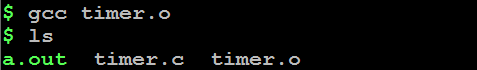 $ gcc timer.o
$ ls
a.out  timer.c  timer.o